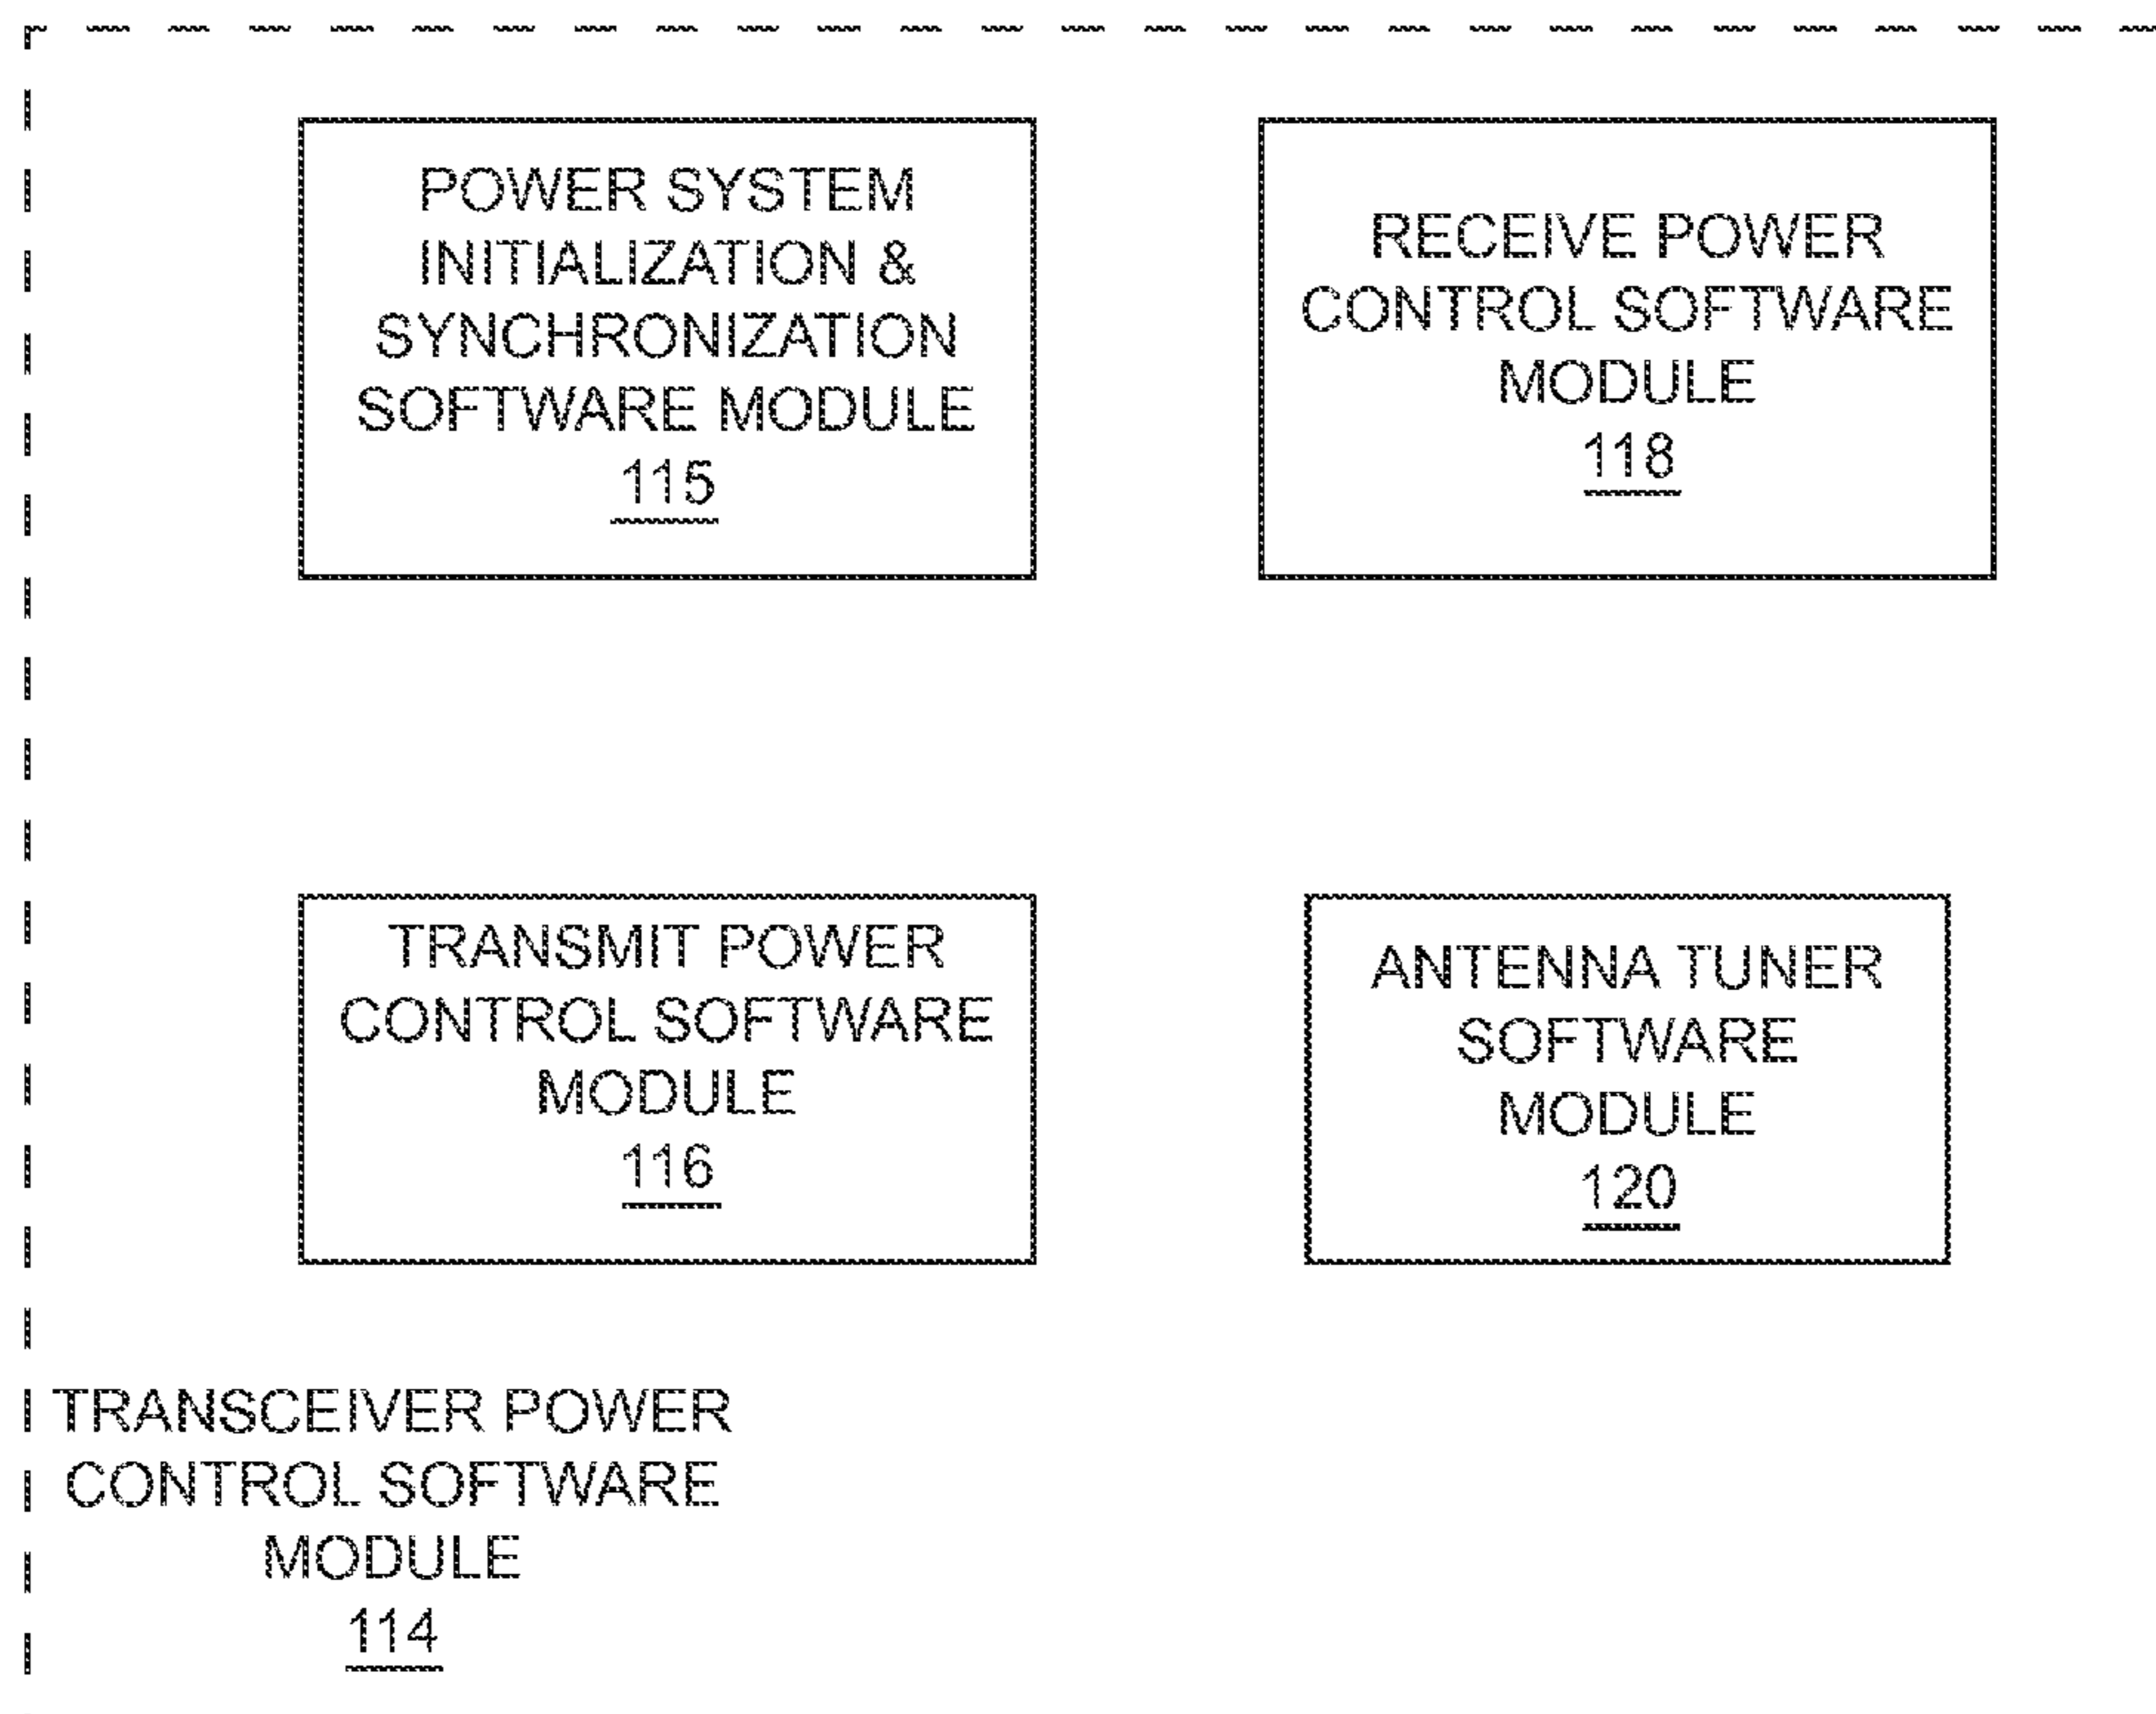 POWER SYSTEM
INITIALIZATION &
SYNCHRONIZATION
SOFTWARE MODULE
115
RECEIVE POWER
CONTROL SOFTWARE
MODULE
118
TRANSMIT POWER
CONTROL SOFTWARE
MODULE
116
ANTENNA TUNER
SOFTWARE
MODULE
120
TRANSCEIVER POWER
CONTROL SOFTWARE
MODULE
114